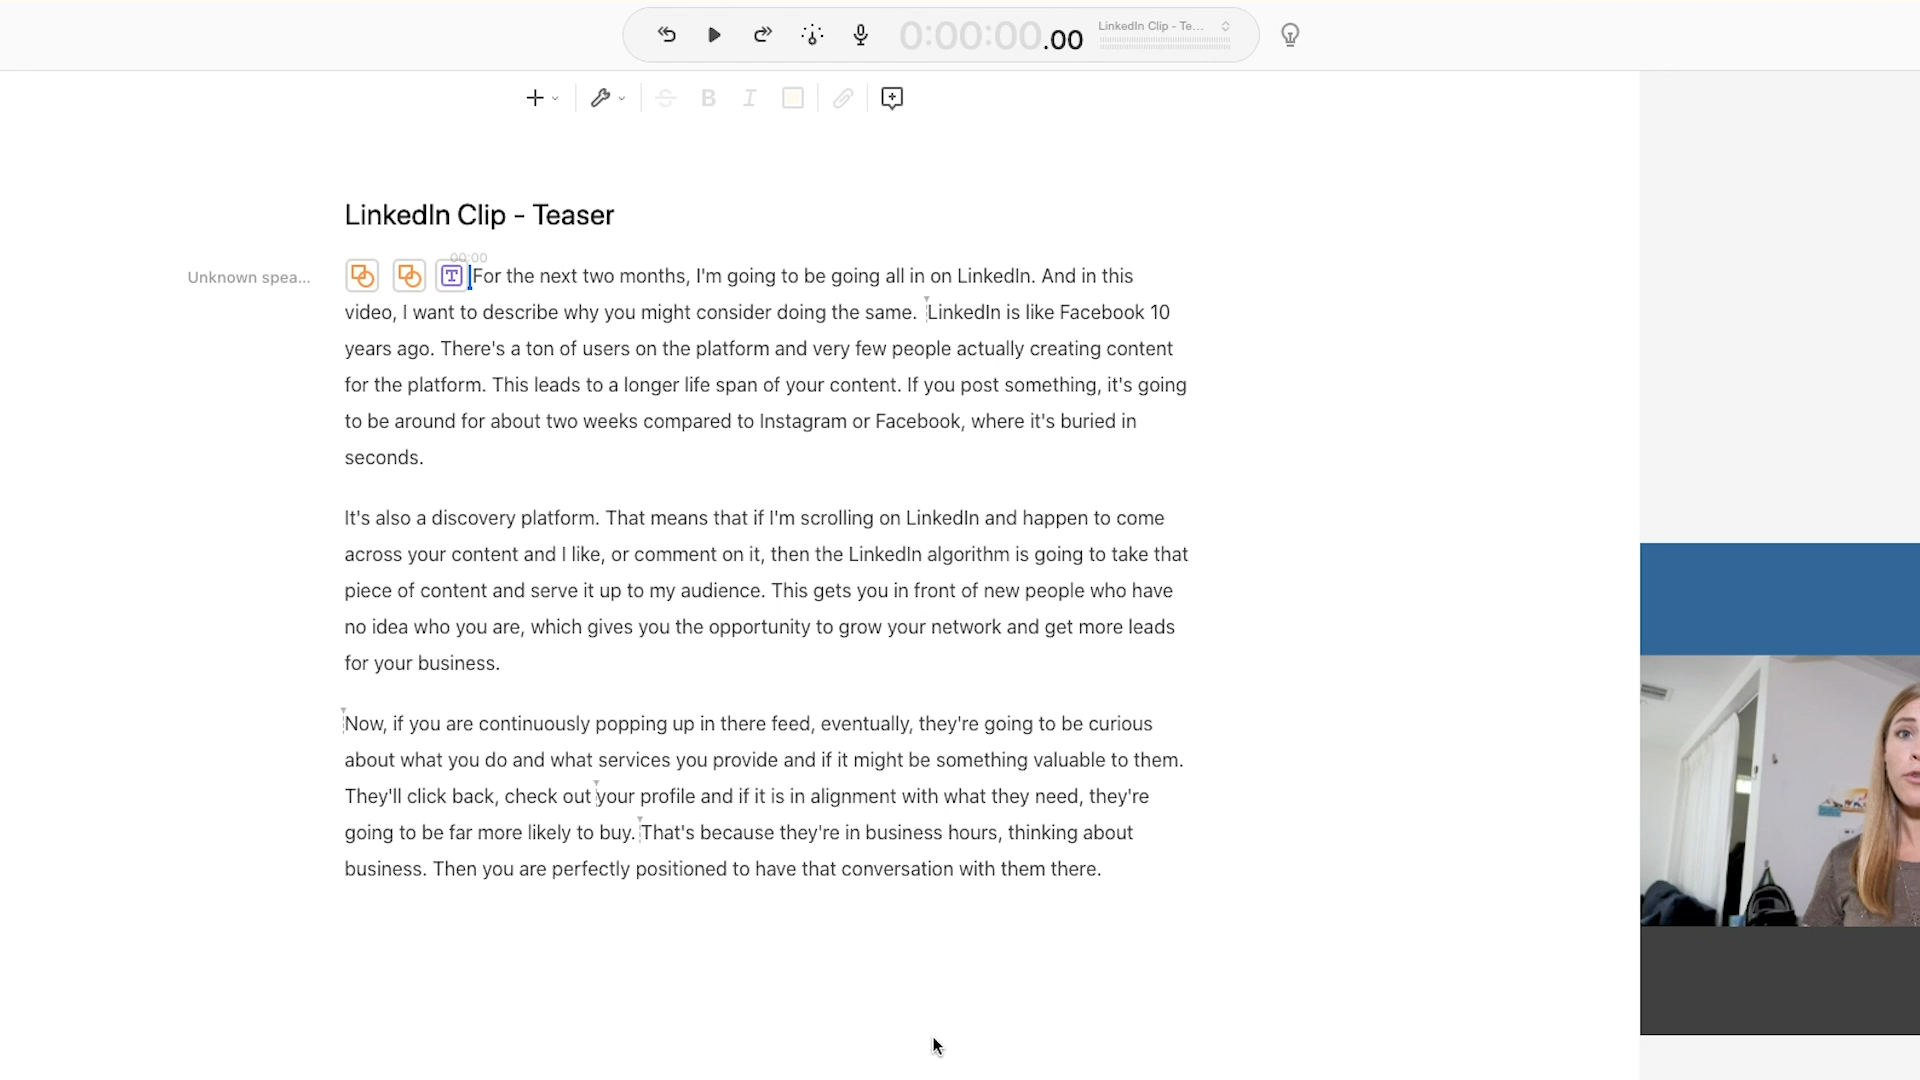 0:00:00.00
LinkedIn Clip - Te...
B I
LinkedIn Clip - Teaser
00:00
Unknown spea...
T For the next two months, I'm going to be going all in on LinkedIn. And in this
video, I want to describe why you might consider doing the same. LinkedIn is like Facebook 10
years ago. There's a ton of users on the platform and very few people actually creating content
for the platform. This leads to a longer life span of your content. If you post something, it's going
to be around for about two weeks compared to Instagram or Facebook, where it's buried in
seconds.
It's also a discovery platform. That means that if I'm scrolling on LinkedIn and happen to come
across your content and I like, or comment on it, then the LinkedIn algorithm is going to take that
piece of content and serve it up to my audience. This gets you in front of new people who have
no idea who you are, which gives you the opportunity to grow your network and get more leads
for your business.
Now, if you are continuously popping up in there feed, eventually, they're going to be curious
about what you do and what services you provide and if it might be something valuable to them.
They'll click back, check out your profile and if it is in alignment with what they need, they're
going to be far more likely to buy. That's because they're in business hours, thinking about
business. Then you are perfectly positioned to have that conversation with them there.